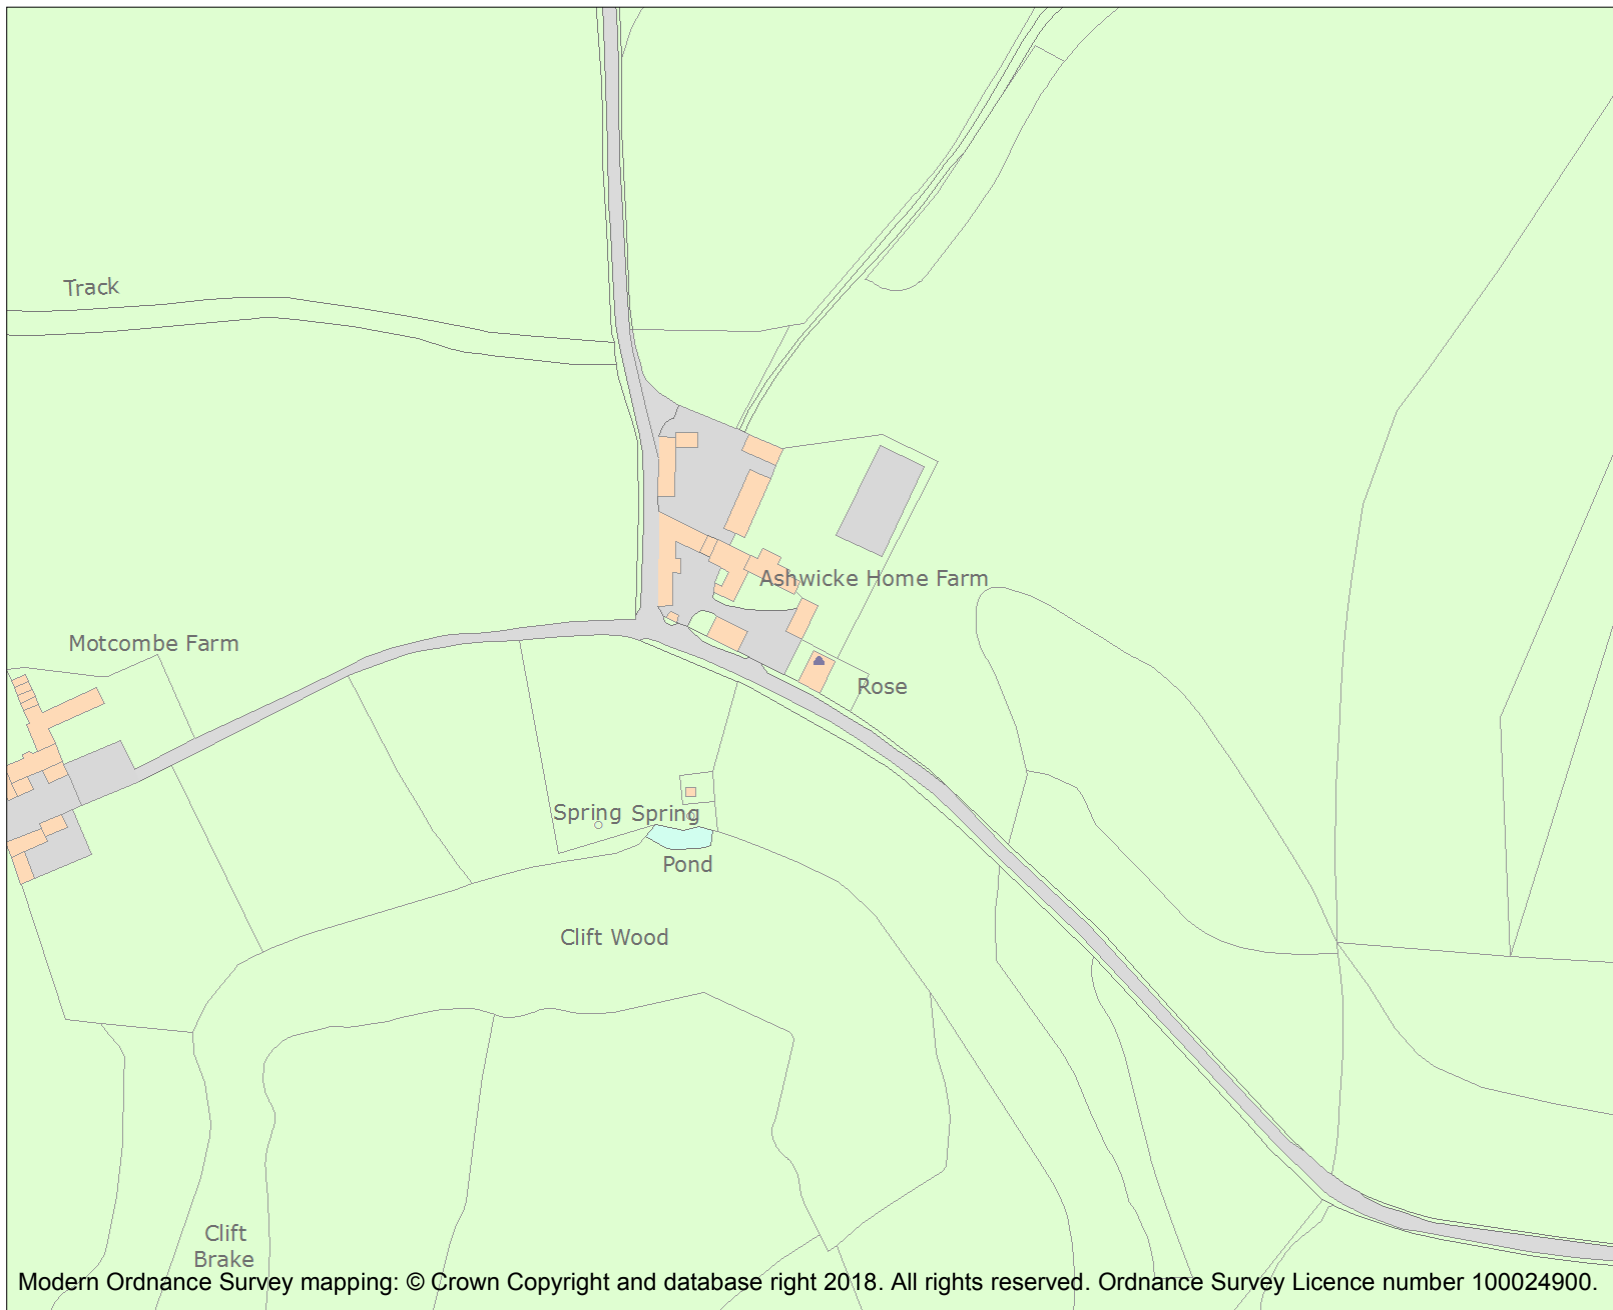 Track
Ashwicke Home Farm
Motcombe Farm
Rose
Spring Spring
Pond
Clift Wood
Clift
Brake
Modern Ordnance Survey mapping: © Crown Copyright and database right 2018. All rights reserved. Ordnance Survey Licence number 100024900.